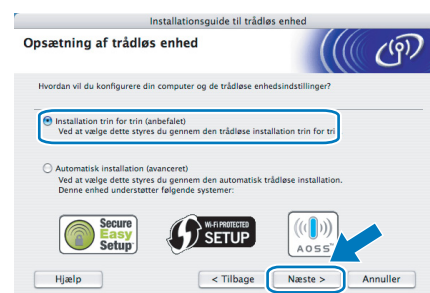 Installationsguide til trådløs enhed
Opsætning af trådløs enhed
Hvordan vil du konfigurere din computer og de trådløse enhedsindstillinger?
Installation trin for trin (anbefalet)
Ved at vælge dette styres du gennem den trådløse installation trin for tri
Automatisk installation (avanceret)
Ved at vælge dette styres du gennem den automatisk trådløse installation.
Denne enhed understøtter følgende systemer:
Secure
Easy
Setup
WI-FI PROTECTED
SETUP
AOSS™
Hjælp
< Tilbage
Næste >
Annuller